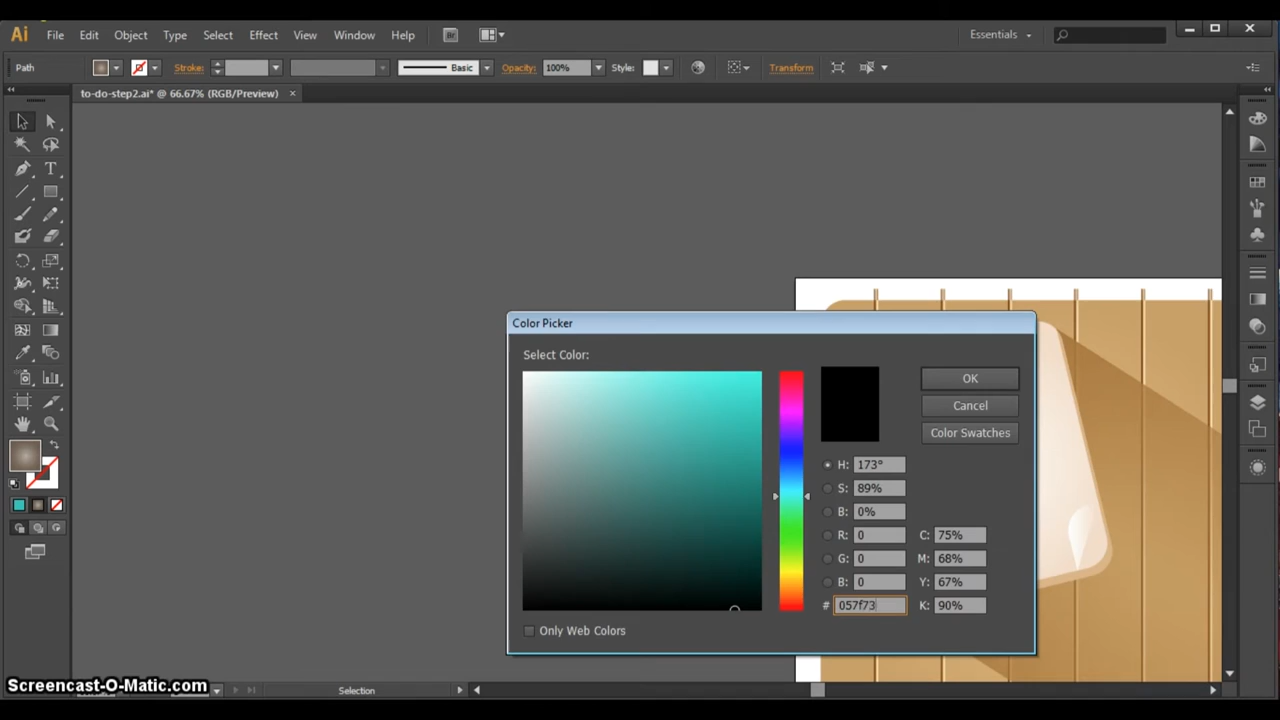 Ai File Edit Object Type Select Effect View Window Help Br Essentials
Path Stroke: Basic Opacity: 100% Style: Transform
to-do-step2.ai* @ 66.67% (RGB/Preview) ×
T
Color Picker
Select Color:
OK
Cancel
Color Swatches
H: 173°
S: 89%
B: 0%
R: 0 C: 75%
G: 0 M: 68%
B: 0 Y: 67%
# 057f73 K: 90%
Only Web Colors
Screencast-O-Matic.com Selection